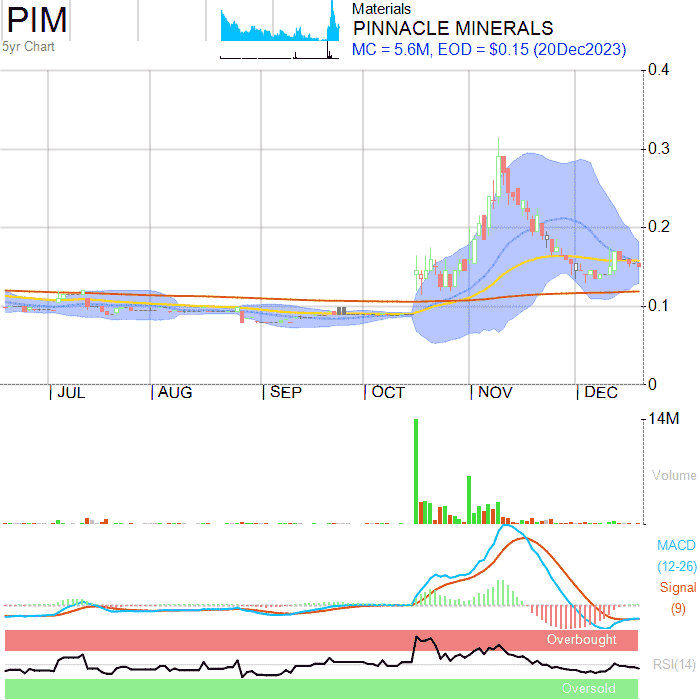 PIM
5yr Chart
Materials
PINNACLE MINERALS
MC = 5.6M, EOD = $0.15 (20Dec2023)
0.4
0.3
0.2
0.1
0
JUL AUG SEP OCT NOV DEC
14M
Volume
MACD
(12-26)
Signal
(9)
Overbought
RSI(14)
Oversold